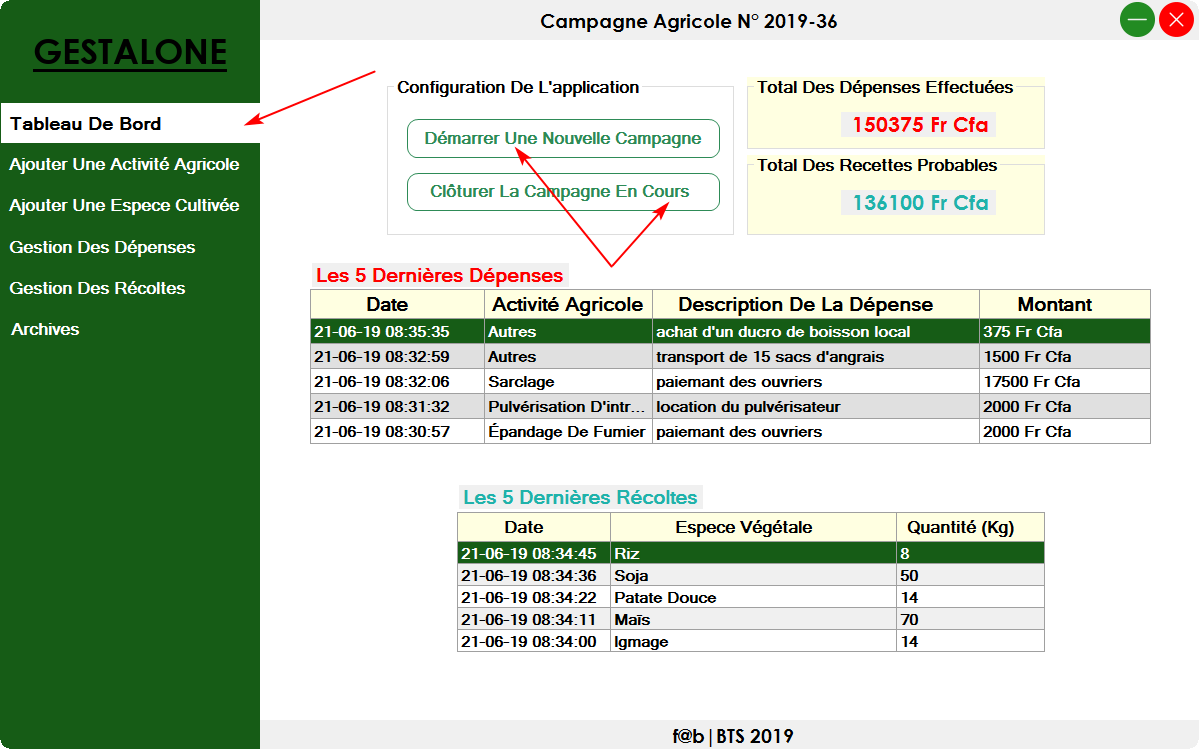 GESTALONE
Tableau De Bord
Ajouter Une Activité Agricole
Ajouter Une Espece Cultivée
Gestion Des Dépenses
Gestion Des Récoltes
Archives
Campagne Agricole N° 2019-36
Configuration De L'application
Démarrer Une Nouvelle Campagne
Clôturer La Campagne En Cours
Total Des Dépenses Effectuées
150375 Fr Cfa
Total Des Recettes Probables
136100 Fr Cfa
Les 5 Dernières Dépenses
Date Activité Agricole Description De La Dépense Montant
21-06-19 08:35:35 Autres achat d'un ducro de boisson local 375 Fr Cfa
21-06-19 08:32:59 Autres transport de 15 sacs d'angrais 1500 Fr Cfa
21-06-19 08:32:06 Sarclage paiemant des ouvriers 17500 Fr Cfa
21-06-19 08:31:32 Pulvérisation D'intr... location du pulvérisateur 2000 Fr Cfa
21-06-19 08:30:57 Épandage De Fumier paiemant des ouvriers 2000 Fr Cfa
Les 5 Dernières Récoltes
Date Espece Végétale Quantité (Kg)
21-06-19 08:34:45 Riz 8
21-06-19 08:34:36 Soja 50
21-06-19 08:34:22 Patate Douce 14
21-06-19 08:34:11 Maïs 70
21-06-19 08:34:00 Igmage 14
f@b|BTS 2019